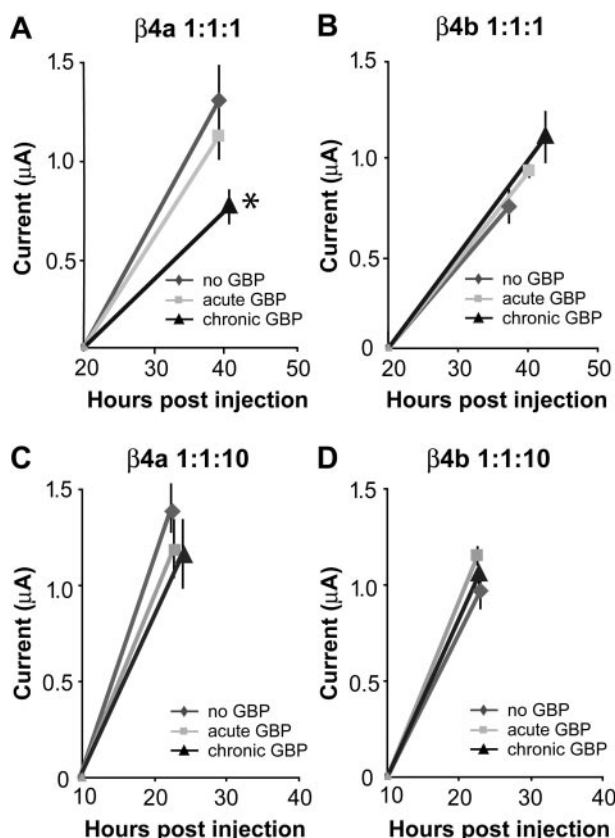 A β4a 1:1:1
Current (μA)
1.5
1.0
0.5
no GBP
acute GBP
chronic GBP
*
20 30 40 50
Hours post injection
B β4b 1:1:1
Current (μA)
1.5
1.0
0.5
0
no GBP
acute GBP
chronic GBP
20 30 40 50
Hours post injection
C β4a 1:1:10
Current (μA)
1.5
1.0
0.5
0
no GBP
acute GBP
chronic GBP
10 20 30 40
Hours post injection
D β4b 1:1:10
Current (μA)
1.5
1.0
0.5
0
no GBP
acute GBP
chronic GBP
10 20 30 40
Hours post injection